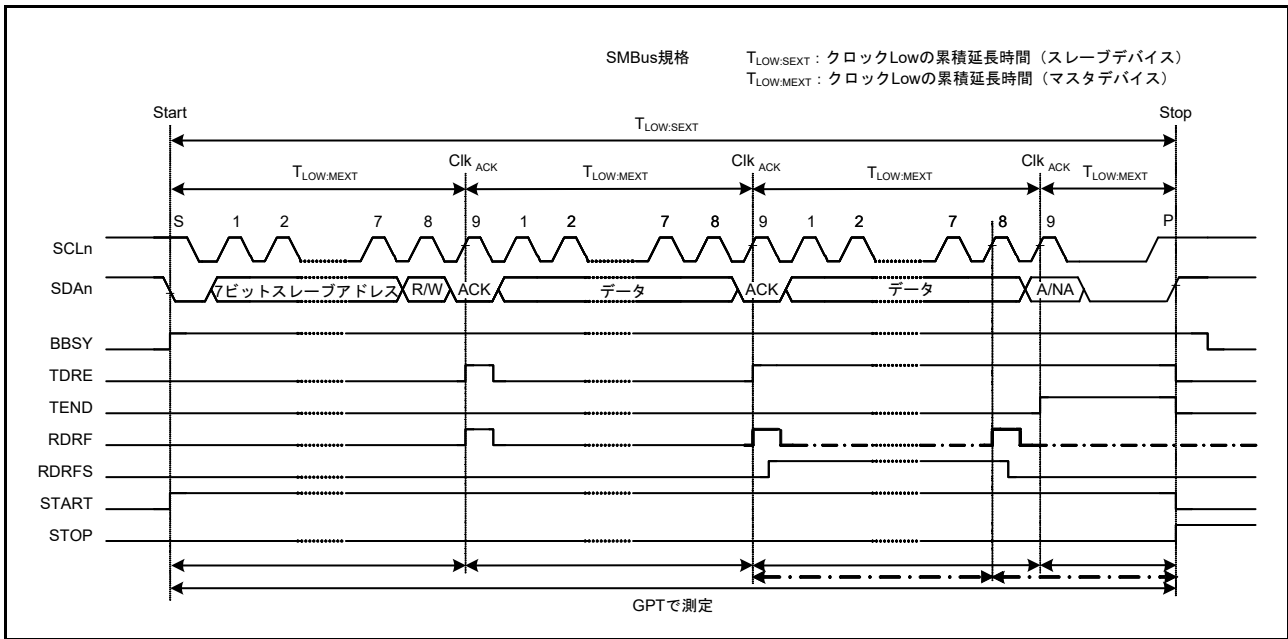 SMBus規格 TLOW:SEXT：クロックLowの累積延長時間（スレーブデバイス）
TLOW:MEXT：クロックLowの累積延長時間（マスタデバイス）
Start Stop
TLOW:SEXT
Clk ACK Clk ACK Clk ACK
TLOW:MEXT TLOW:MEXT TLOW:MEXT TLOW:MEXT
S 1 2 7 8 9 1 2 7 8 9 1 2 7 8 9 P
SCLn
SDAn 7ビットスレーブアドレス R/W ACK データ ACK データ A/NA
BBSY
TDRE
TEND
RDRF
RDRFS
START
STOP
GPTで測定